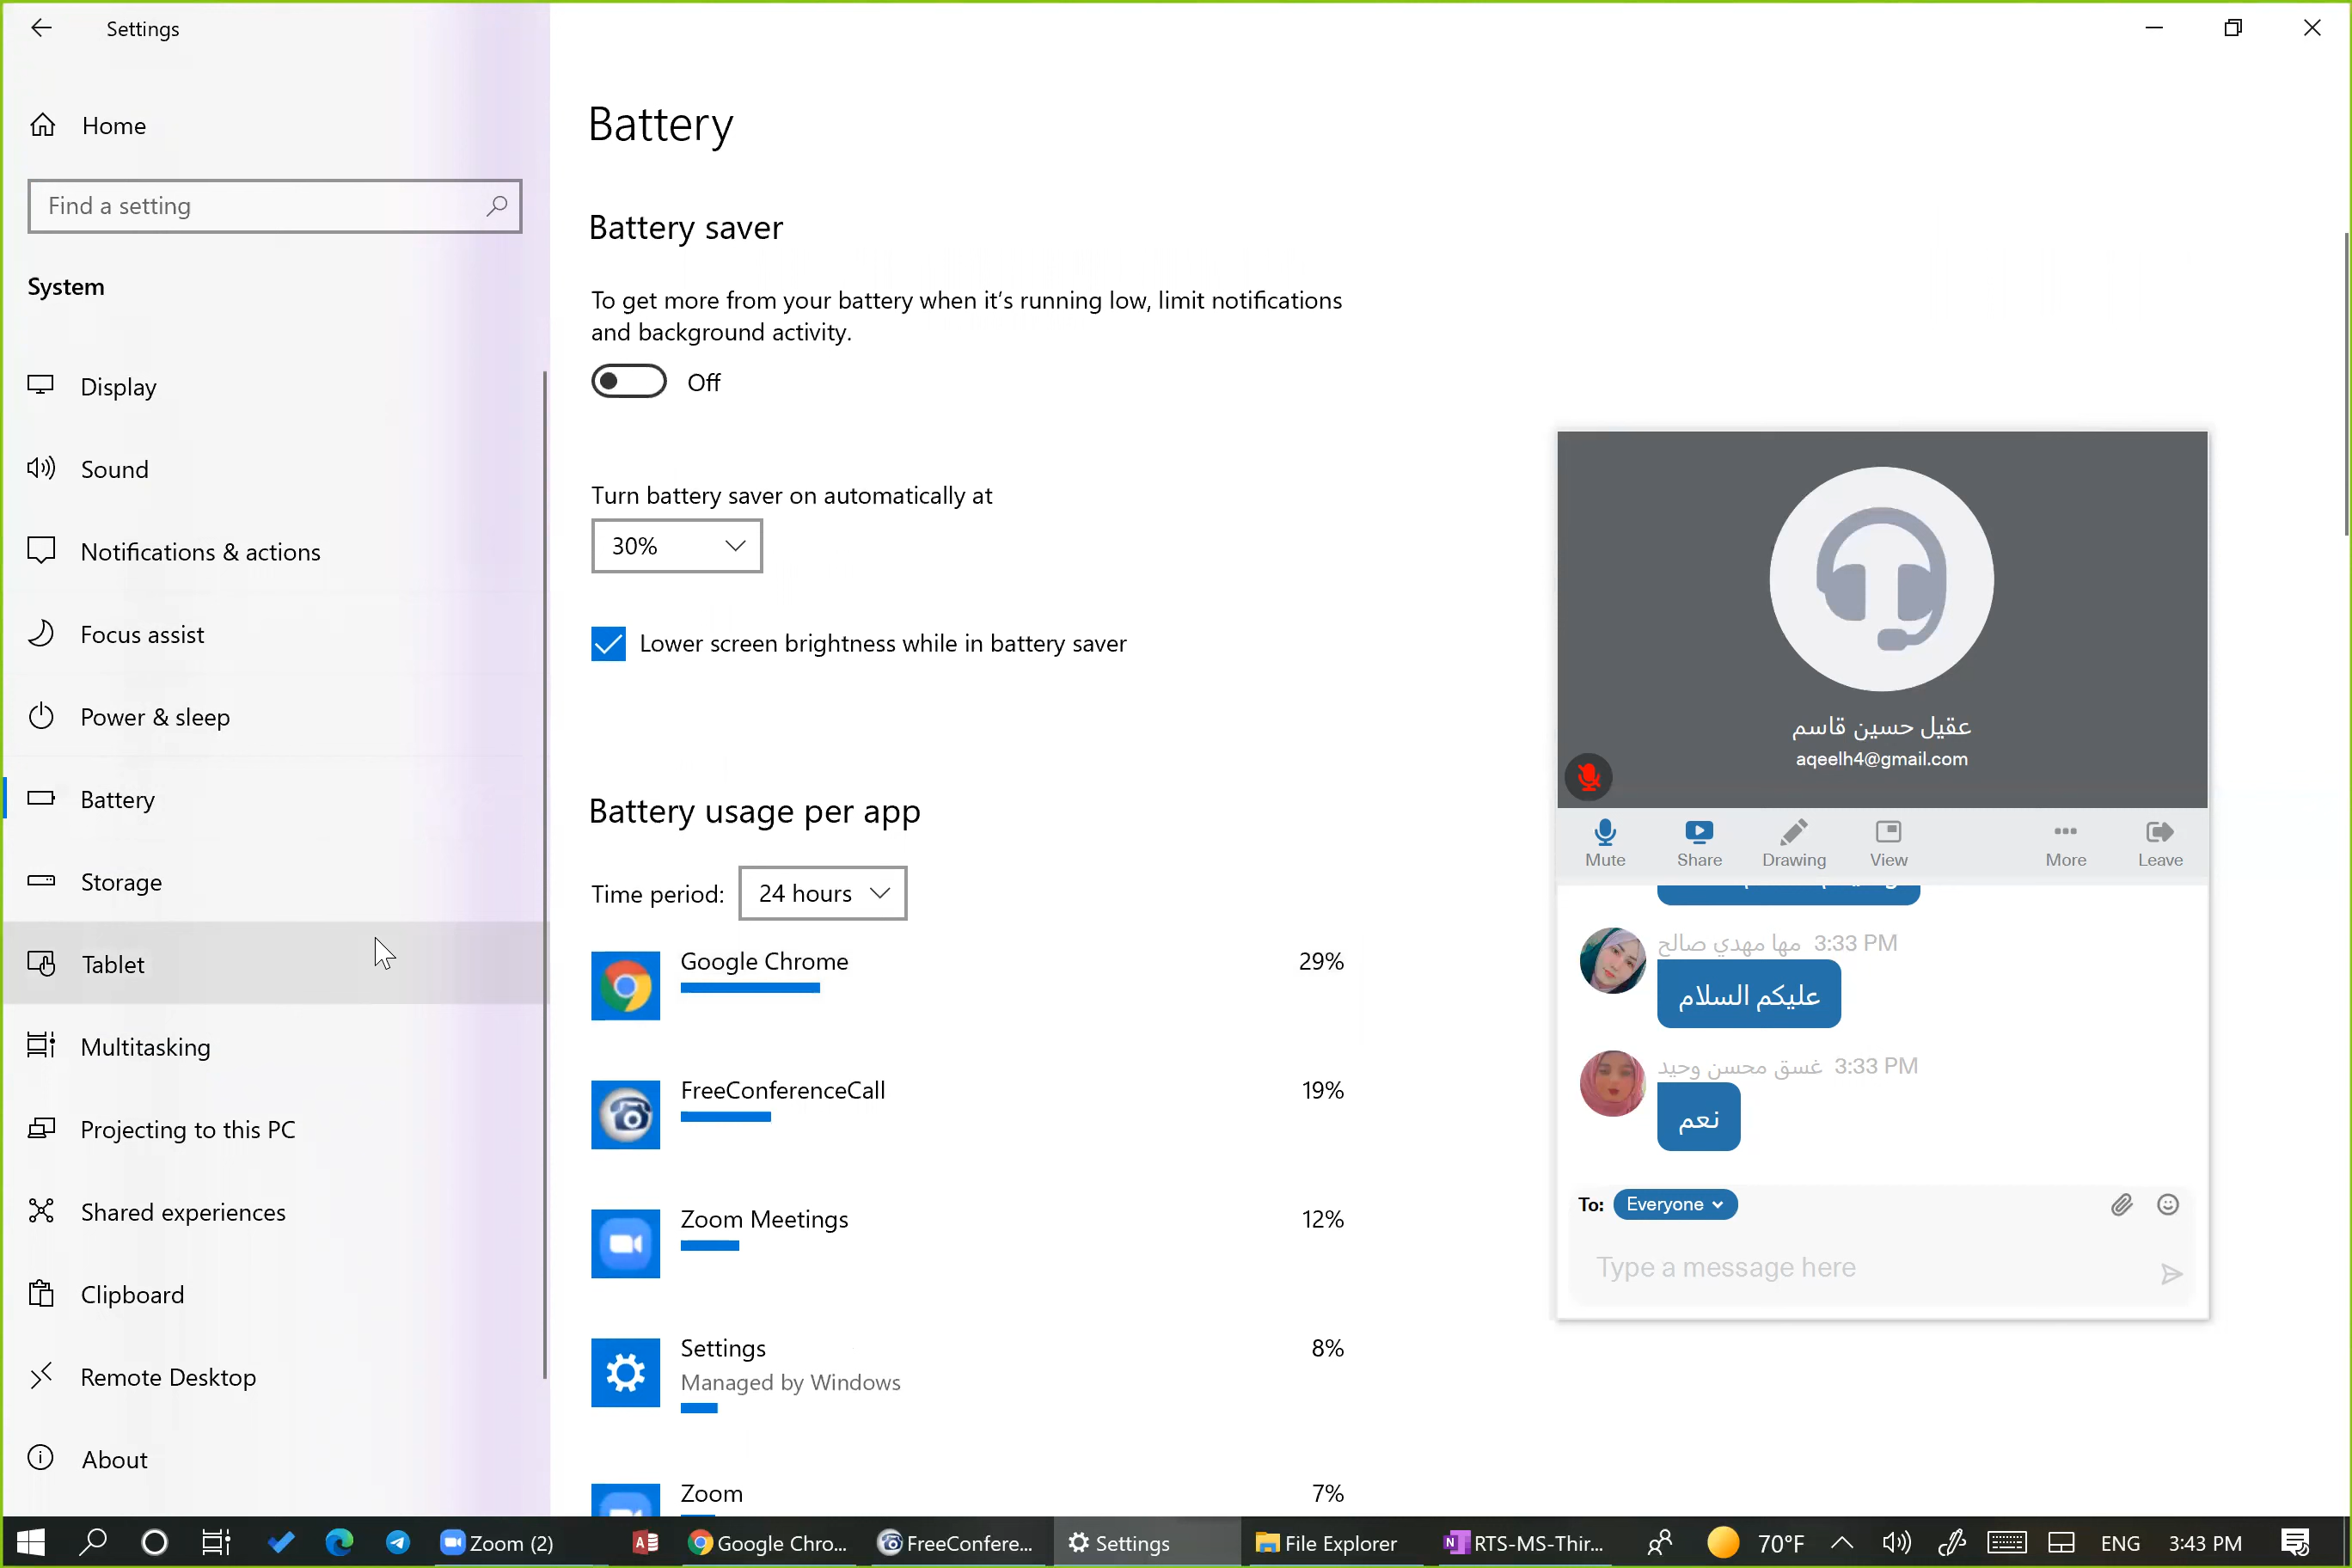 Settings
Home
Find a setting
System
Display
Sound
Notifications & actions
Focus assist
Power & sleep
Battery
Storage
Tablet
Multitasking
Projecting to this PC
Shared experiences
Clipboard
Remote Desktop
About
Battery
Battery saver
To get more from your battery when it's running low, limit notifications
and background activity.
Off
Turn battery saver on automatically at
30%
Lower screen brightness while in battery saver
Battery usage per app
Time period: 24 hours
Google Chrome 29%
FreeConferenceCall 19%
Zoom Meetings 12%
Settings 8%
Managed by Windows
Zoom 7%
عقيل حسين قاسم
aqeelh4@gmail.com
Mute Share Drawing View More Leave
مها مهدي صالح 3:33 PM
عليكم السلام
غسق محسن وحيد 3:33 PM
نعم
To: Everyone
Type a message here
Zoom (2) Google Chro... FreeConfere... Settings File Explorer RTS-MS-Thir... 70°F ENG 3:43 PM